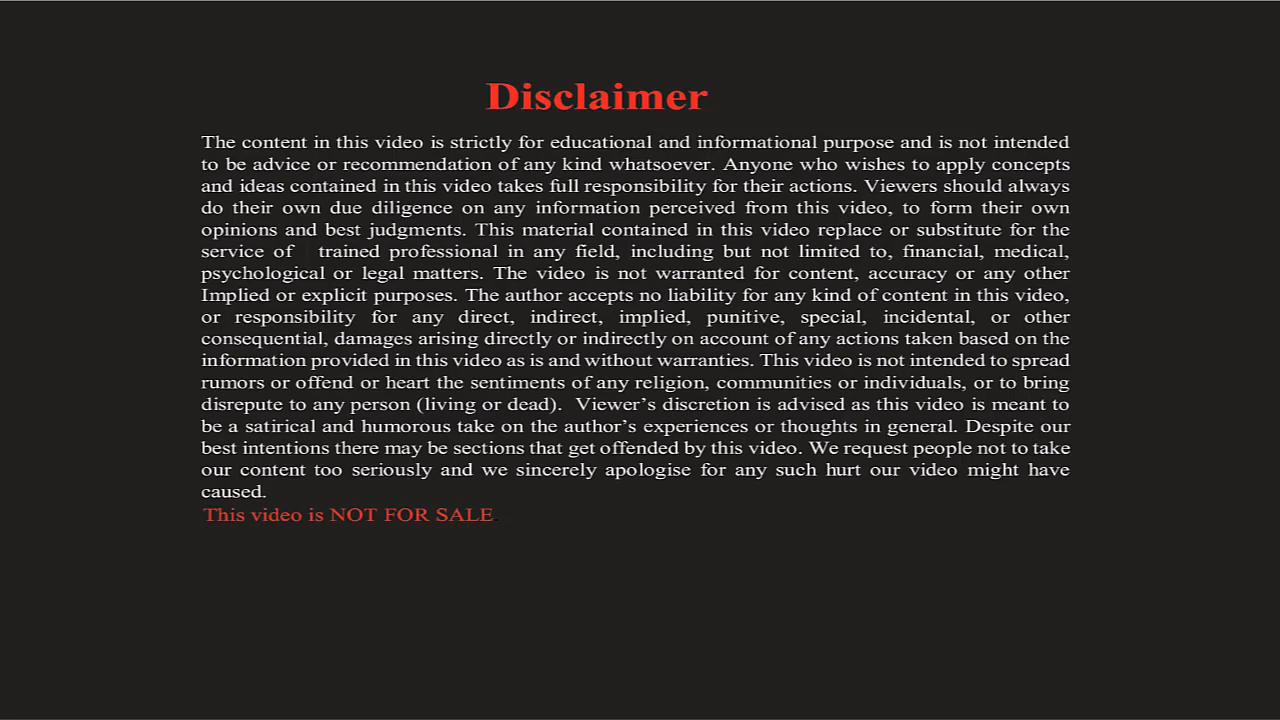 Disclaimer
The content in this video is strictly for educational and informational purpose and is not intended
to be advice or recommendation of any kind whatsoever. Anyone who wishes to apply concepts
and ideas contained in this video takes full responsibility for their actions. Viewers should always
do their own due diligence on any information perceived from this video, to form their own
opinions and best judgments. This material contained in this video replace or substitute for the
service of trained professional in any field, including but not limited to, financial, medical,
psychological or legal matters. The video is not warranted for content, accuracy or any other
Implied or explicit purposes. The author accepts no liability for any kind of content in this video,
or responsibility for any direct, indirect, implied, punitive, special, incidental, or other
consequential, damages arising directly or indirectly on account of any actions taken based on the
information provided in this video as is and without warranties. This video is not intended to spread
rumors or offend or heart the sentiments of any religion, communities or individuals, or to bring
disrepute to any person (living or dead). Viewer’s discretion is advised as this video is meant to
be a satirical and humorous take on the author’s experiences or thoughts in general. Despite our
best intentions there may be sections that get offended by this video. We request people not to take
our content too seriously and we sincerely apologise for any such hurt our video might have
caused.
This video is NOT FOR SALE.